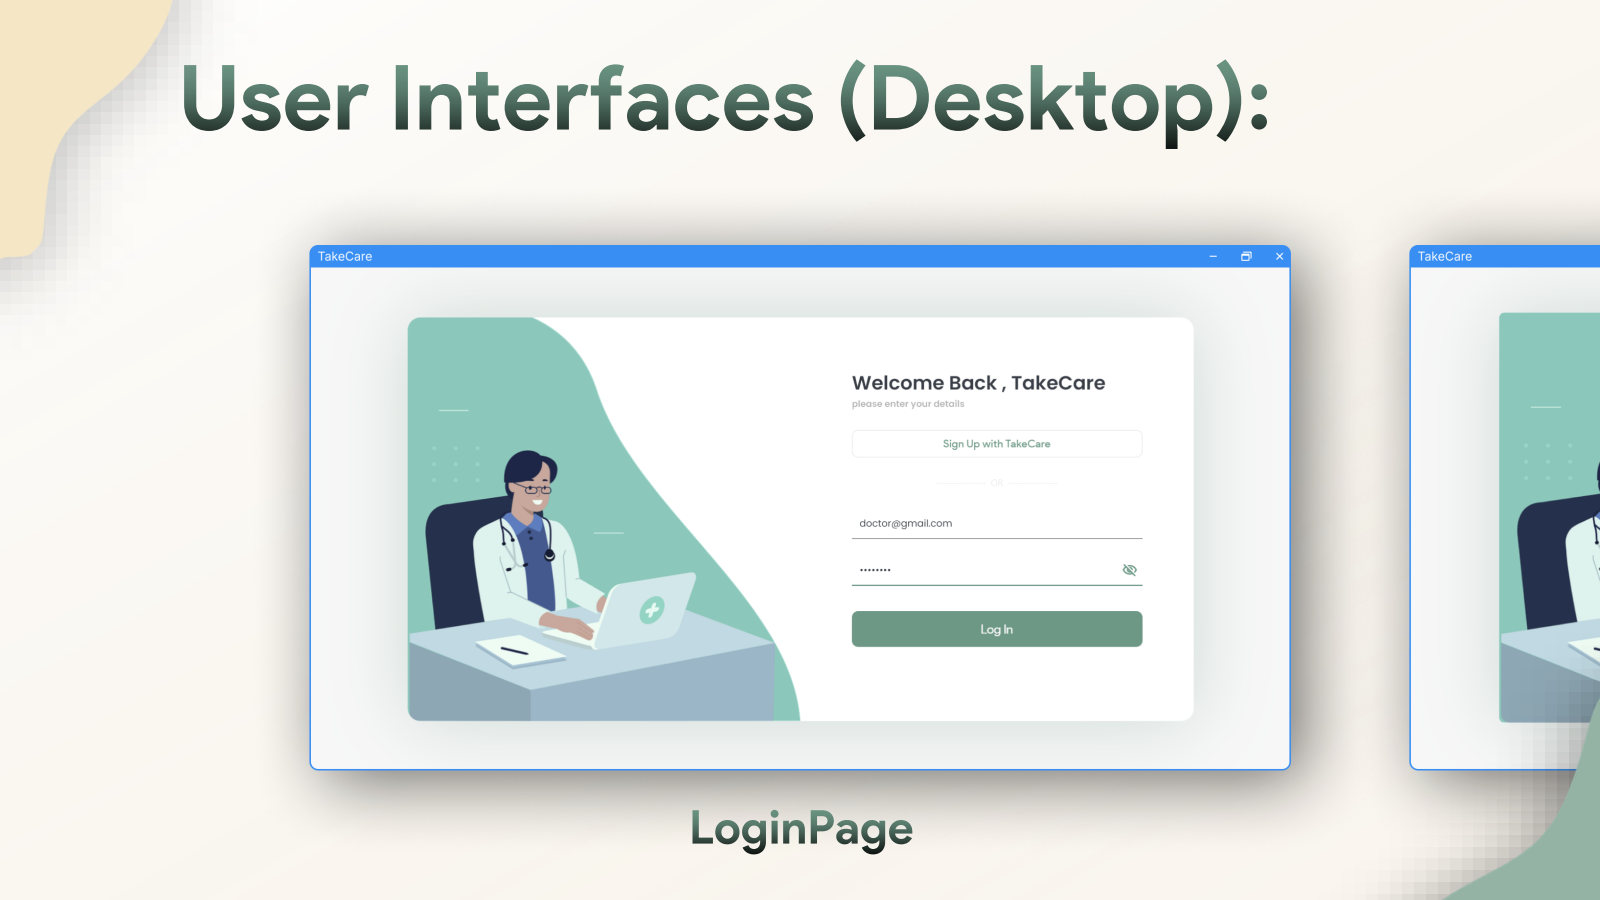 User Interfaces (Desktop):
TakeCare
TakeCare
Welcome Back , TakeCare
please enter your details
Sign Up with TakeCare
OR
doctor@gmail.com
••••••••
Log In
LoginPage